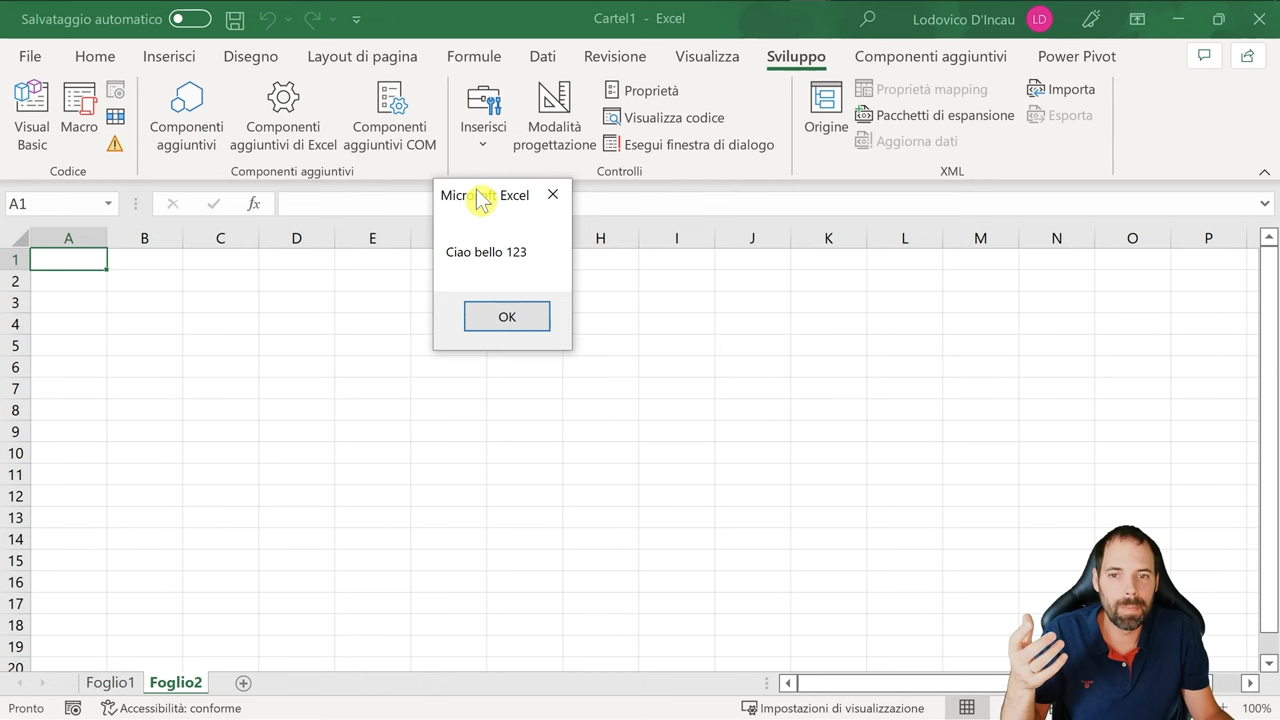 Salvataggio automatico
Cartel1 - Excel
Lodovico D'Incau
LD
File Home Inserisci Disegno Layout di pagina Formule Dati Revisione Visualizza Sviluppo Componenti aggiuntivi Power Pivot
Visual Basic
Macro
Codice
Componenti aggiuntivi
Componenti aggiuntivi di Excel
Componenti aggiuntivi COM
Componenti aggiuntivi
Inserisci
Modalità progettazione
Proprietà
Visualizza codice
Esegui finestra di dialogo
Controlli
Origine
Proprietà mapping
Pacchetti di espansione
Aggiorna dati
Importa
Esporta
XML
A1
fx
Microsoft Excel
Ciao bello 123
OK
A B C D E H I J K L M N O P
1
2
3
4
5
6
7
8
9
10
11
12
13
14
15
16
17
18
19
20
Foglio1 Foglio2
Pronto
Accessibilità: conforme
Impostazioni di visualizzazione
100%